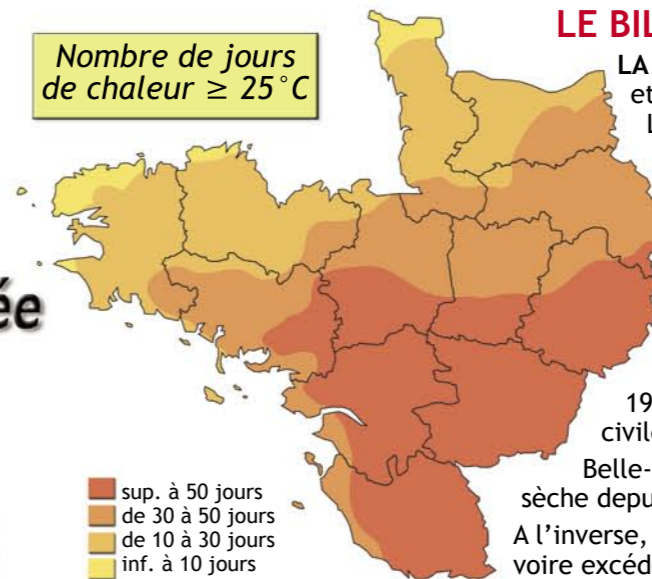 Nombre de jours
de chaleur ≥ 25°C
LE BIL
LA
et
L
ée
19
civile
Belle-
sèche depu
A l'inverse,
voire excéd
sup. à 50 jours
de 30 à 50 jours
de 10 à 30 jours
inf. à 10 jours